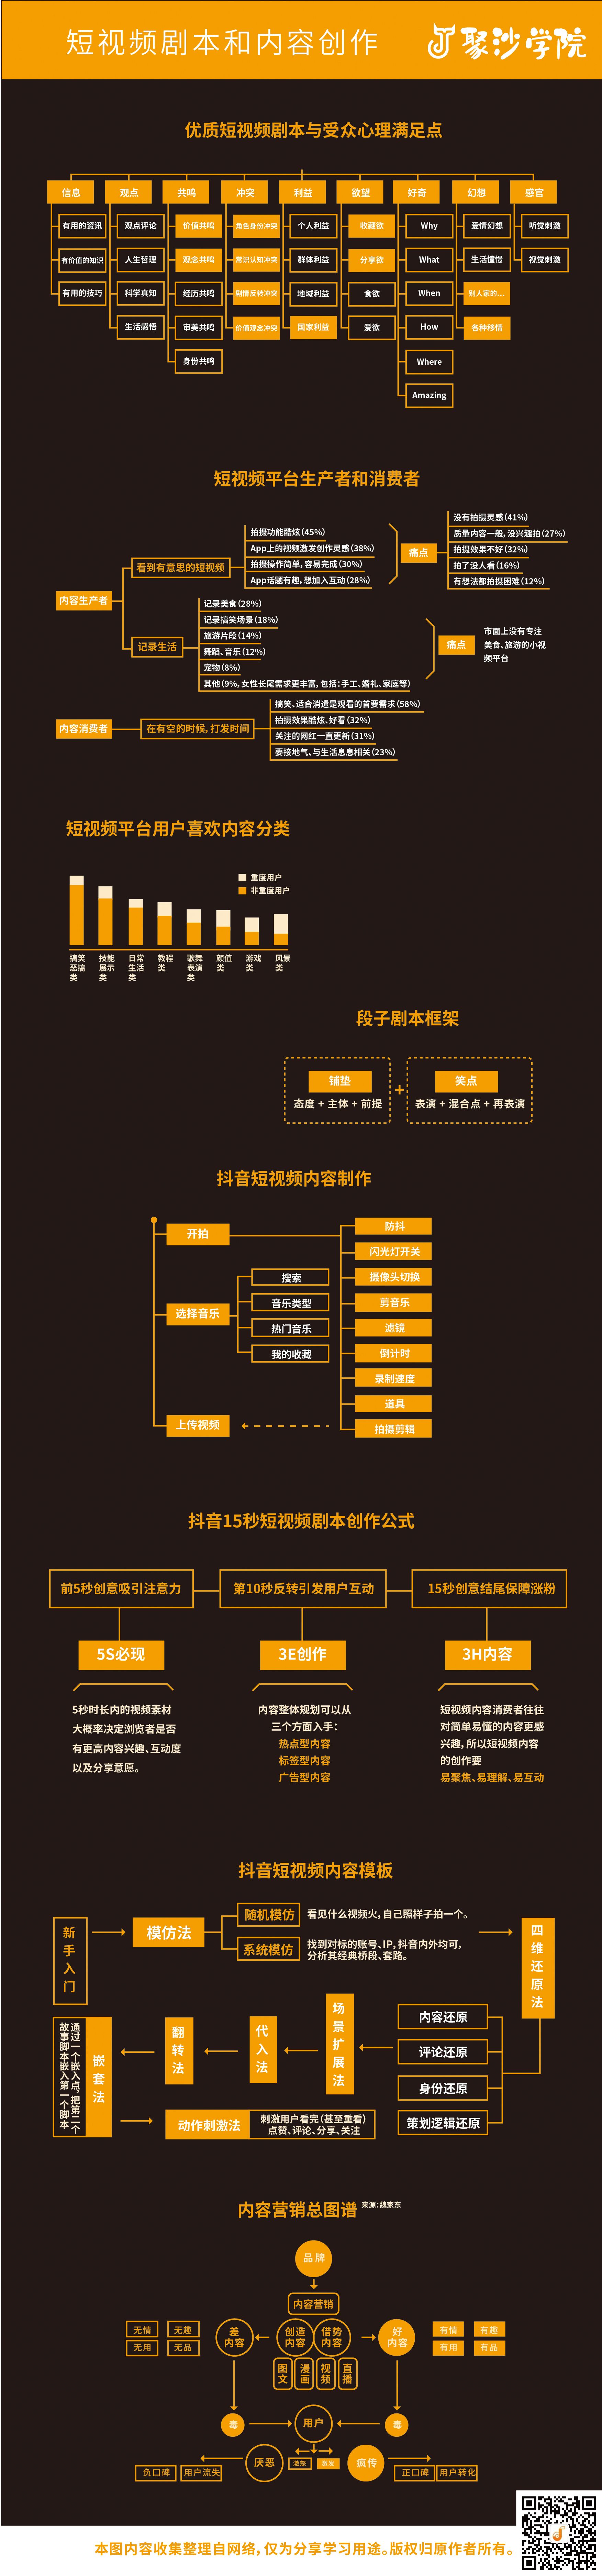 短视频剧本和内容创作
聚沙学院
优质短视频剧本与受众心理满足点
信息 观点 共鸣 冲突 利益 欲望 好奇 幻想 感官
有用的资讯 观点评论 价值共鸣 角色身份冲突 个人利益 收藏欲 Why 爱情幻想 听觉刺激
有价值的知识 人生哲理 观念共鸣 常识认知冲突 群体利益 分享欲 What 生活憧憬 视觉刺激
有用的技巧 科学真知 经历共鸣 剧情反转冲突 地域利益 食欲 When 别人家的...
生活感悟 审美共鸣 价值观念冲突 国家利益 爱欲 How 各种移情
身份共鸣 Where
Amazing
短视频平台生产者和消费者
内容生产者
看到有意思的短视频
拍摄功能酷炫(45%)
App上的视频激发创作灵感(38%)
拍摄操作简单，容易完成(30%)
App话题有趣，想加入互动(28%)
痛点
没有拍摄灵感(41%)
质量内容一般，没兴趣拍(27%)
拍摄效果不好(32%)
拍了没人看(16%)
有想法都拍摄困难(12%)
记录生活
记录美食(28%)
记录搞笑场景(18%)
旅游片段(14%)
舞蹈、音乐(12%)
宠物(8%)
其他(9%，女性长尾需求更丰富，包括：手工、婚礼、家庭等)
痛点
市面上没有专注
美食、旅游的小视
频平台
内容消费者
在有空的时候，打发时间
搞笑、适合消遣是观看的首要需求(58%)
拍摄效果酷炫、好看(32%)
关注的网红一直更新(31%)
要接地气、与生活息息相关(23%)
短视频平台用户喜欢内容分类
重度用户
非重度用户
搞笑 技能 日常 教程 歌舞 颜值 游戏 风景
恶搞 展示 生活 类 表演 类 类 类
类 类 类 类
段子剧本框架
铺垫
态度 + 主体 + 前提
+
笑点
表演 + 混合点 + 再表演
抖音短视频内容制作
开拍
选择音乐
上传视频
搜索
音乐类型
热门音乐
我的收藏
防抖
闪光灯开关
摄像头切换
剪音乐
滤镜
倒计时
录制速度
道具
拍摄剪辑
抖音15秒短视频剧本创作公式
前5秒创意吸引注意力 第10秒反转引发用户互动 15秒创意结尾保障涨粉
5S必现 3E创作 3H内容
5秒时长内的视频素材
大概率决定浏览者是否
有更高内容兴趣、互动度
以及分享意愿。
内容整体规划可以从
三个方面入手：
热点型内容
标签型内容
广告型内容
短视频内容消费者往往
对简单易懂的内容更感
兴趣，所以短视频内容
的创作要
易聚焦、易理解、易互动
抖音短视频内容模板
新手入门
模仿法
随机模仿
看见什么视频火，自己照样子拍一个。
系统模仿
找到对标的账号、IP，抖音内外均可，
分析其经典桥段、套路。
四维还原法
内容还原
评论还原
身份还原
策划逻辑还原
场景扩展法
代入法
翻转法
嵌套法
通过一个嵌入点，把第二个
故事脚本嵌入第一个脚本
动作刺激法
刺激用户看完(甚至重看)
点赞、评论、分享、关注
内容营销总图谱
来源：魏家东
品牌
内容营销
无情 无趣
无用 无品
差
内容
创造
内容
借势
内容
好
内容
有情 有趣
有用 有品
图文 漫画 视频 直播
毒 用户 毒
厌恶 激怒 激发 疯传
负口碑 用户流失 正口碑 用户转化
本图内容收集整理自网络，仅为分享学习用途。版权归原作者所有。